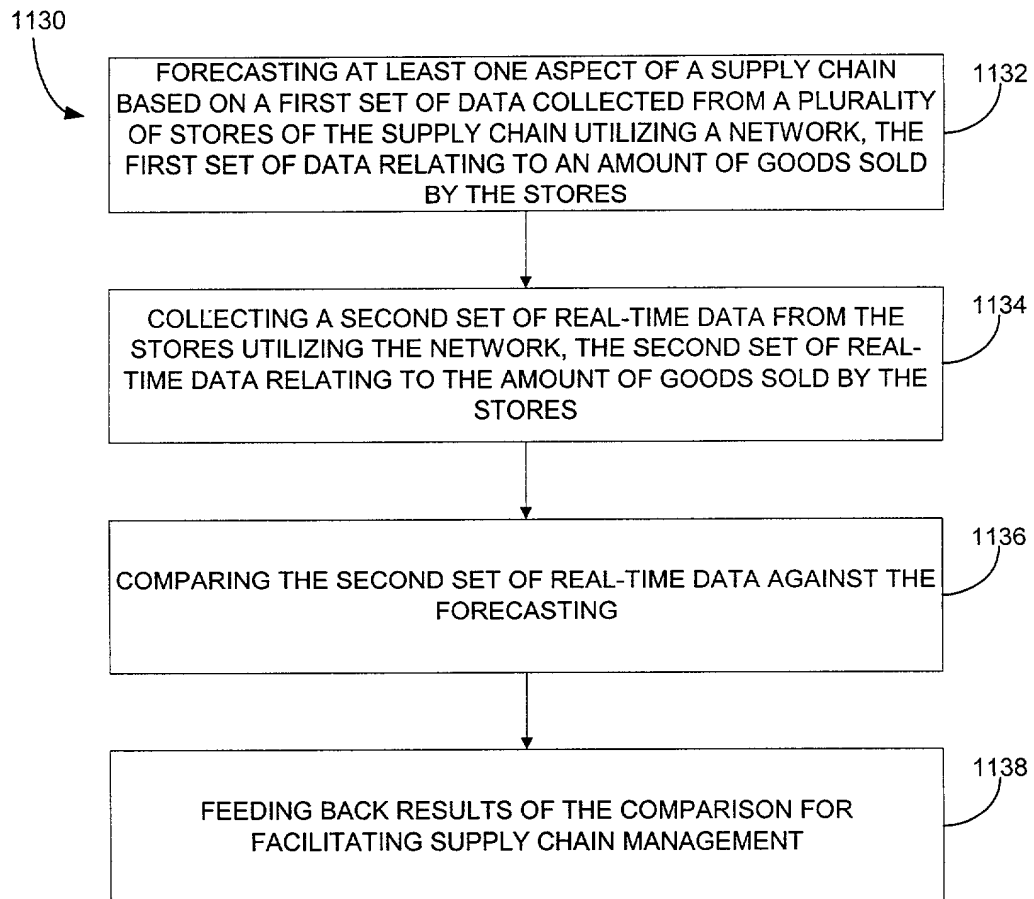 1130
FORECASTING AT LEAST ONE ASPECT OF A SUPPLY CHAIN
BASED ON A FIRST SET OF DATA COLLECTED FROM A PLURALITY
OF STORES OF THE SUPPLY CHAIN UTILIZING A NETWORK, THE
FIRST SET OF DATA RELATING TO AN AMOUNT OF GOODS SOLD
BY THE STORES
1132
COLLECTING A SECOND SET OF REAL-TIME DATA FROM THE
STORES UTILIZING THE NETWORK, THE SECOND SET OF REAL-
TIME DATA RELATING TO THE AMOUNT OF GOODS SOLD BY THE
STORES
1134
COMPARING THE SECOND SET OF REAL-TIME DATA AGAINST THE
FORECASTING
1136
FEEDING BACK RESULTS OF THE COMPARISON FOR
FACILITATING SUPPLY CHAIN MANAGEMENT
1138